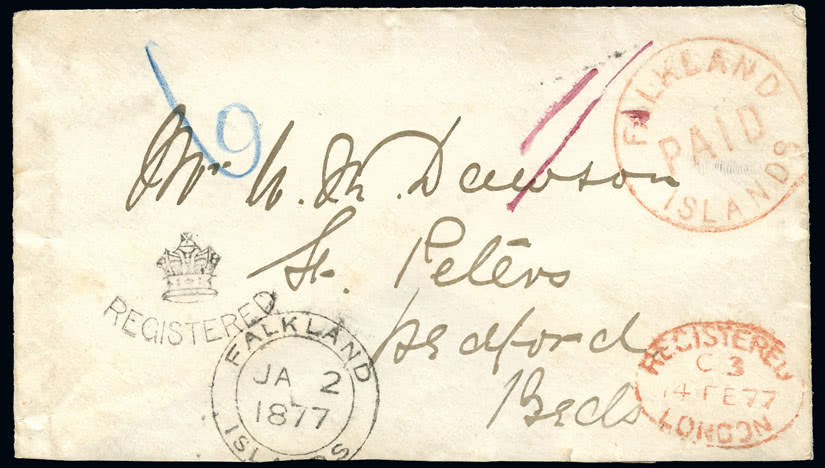 \9
FALKLAND ISLANDS
PAID
Mr W. M. Dawson
St. Peters
Bedford
Beds
REGISTERED
FALKLAND ISLANDS
JA 2
1877
REGISTERED
C 3
14 FE 77
LONDON